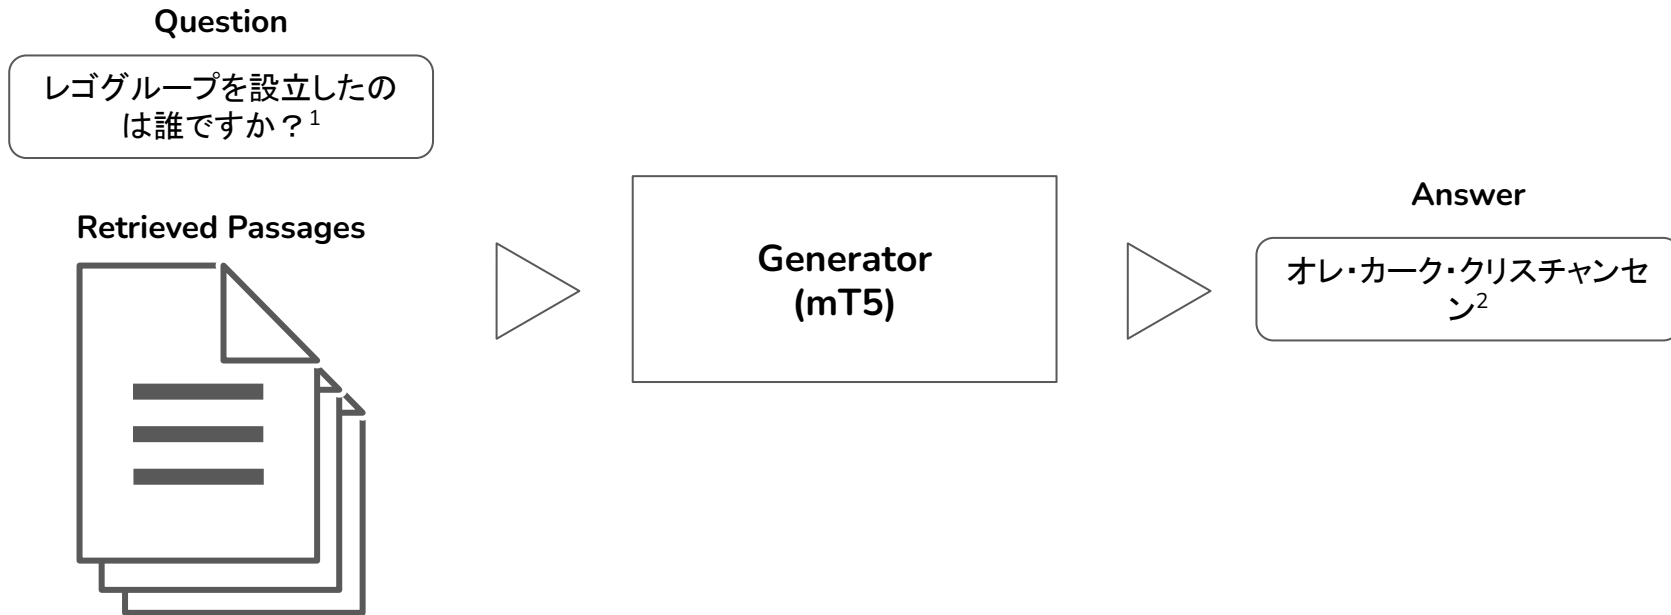 Question
レゴグループを設立したの
は誰ですか？1
Retrieved Passages
Generator
(mT5)
Answer
オレ・カーク・クリスチャンセ
ン2